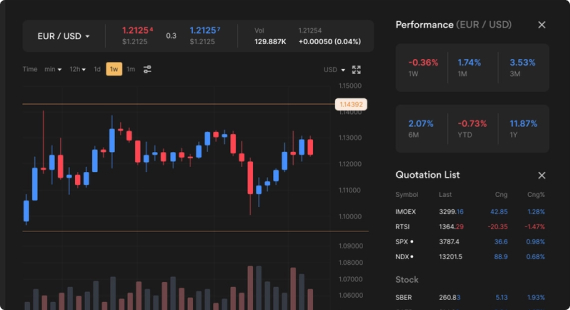 EUR / USD
1.2125⁴
$1.2125
0.3
1.2125⁷
$1.2125
Vol
129.887K
1.21254
+0.00050 (0.04%)
Time
min
12h
1d
1w
1m
USD
1.15000
1.14392
1.13000
1.12000
1.11000
1.10000
1.09000
1.08000
1.07000
1.06000
Performance (EUR / USD)
-0.36% 1.74% 3.53%
1W 1M 3M
2.07% -0.73% 11.87%
6M YTD 1Y
Quotation List
Symbol Last Cng Cng%
IMOEX 3299.16 42.85 1.28%
RTSI 1364.29 -20.35 -1.47%
SPX 3787.4 36.6 0.98%
NDX 13201.5 88.9 0.68%
Stock
SBER 260.83 5.13 1.93%